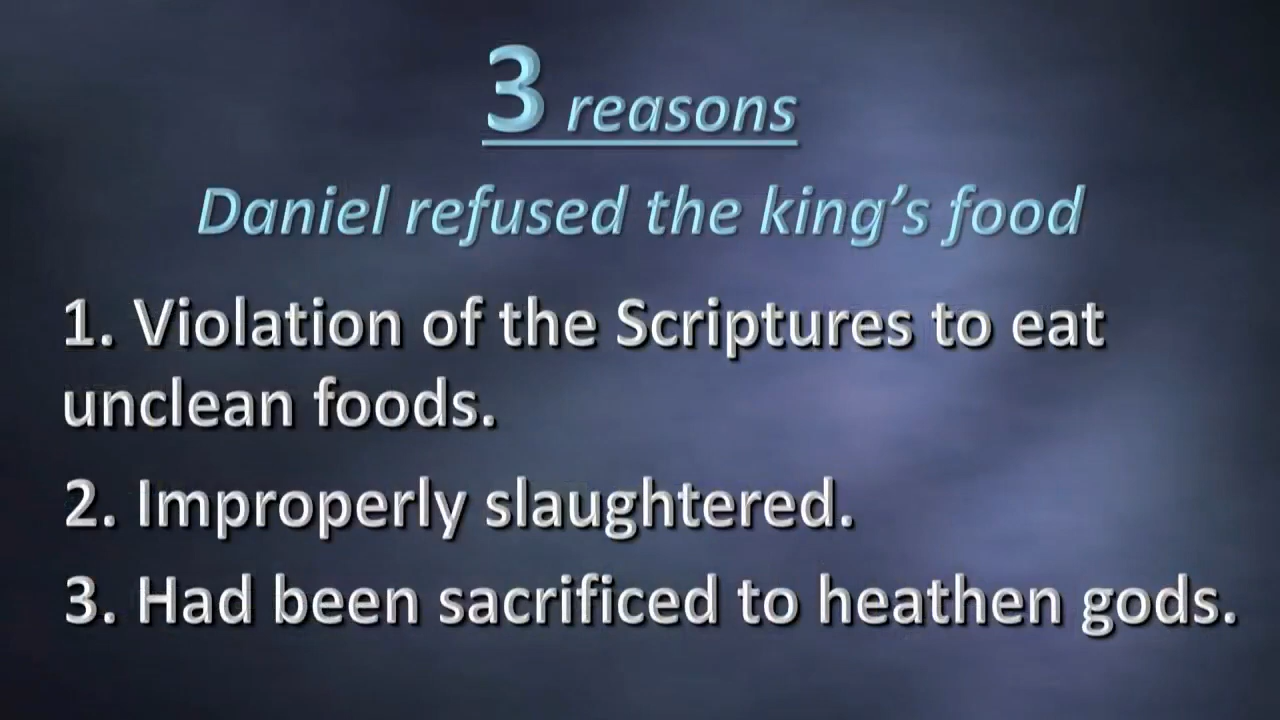 3 reasons
Daniel refused the king’s food
1. Violation of the Scriptures to eat
unclean foods.
2. Improperly slaughtered.
3. Had been sacrificed to heathen gods.